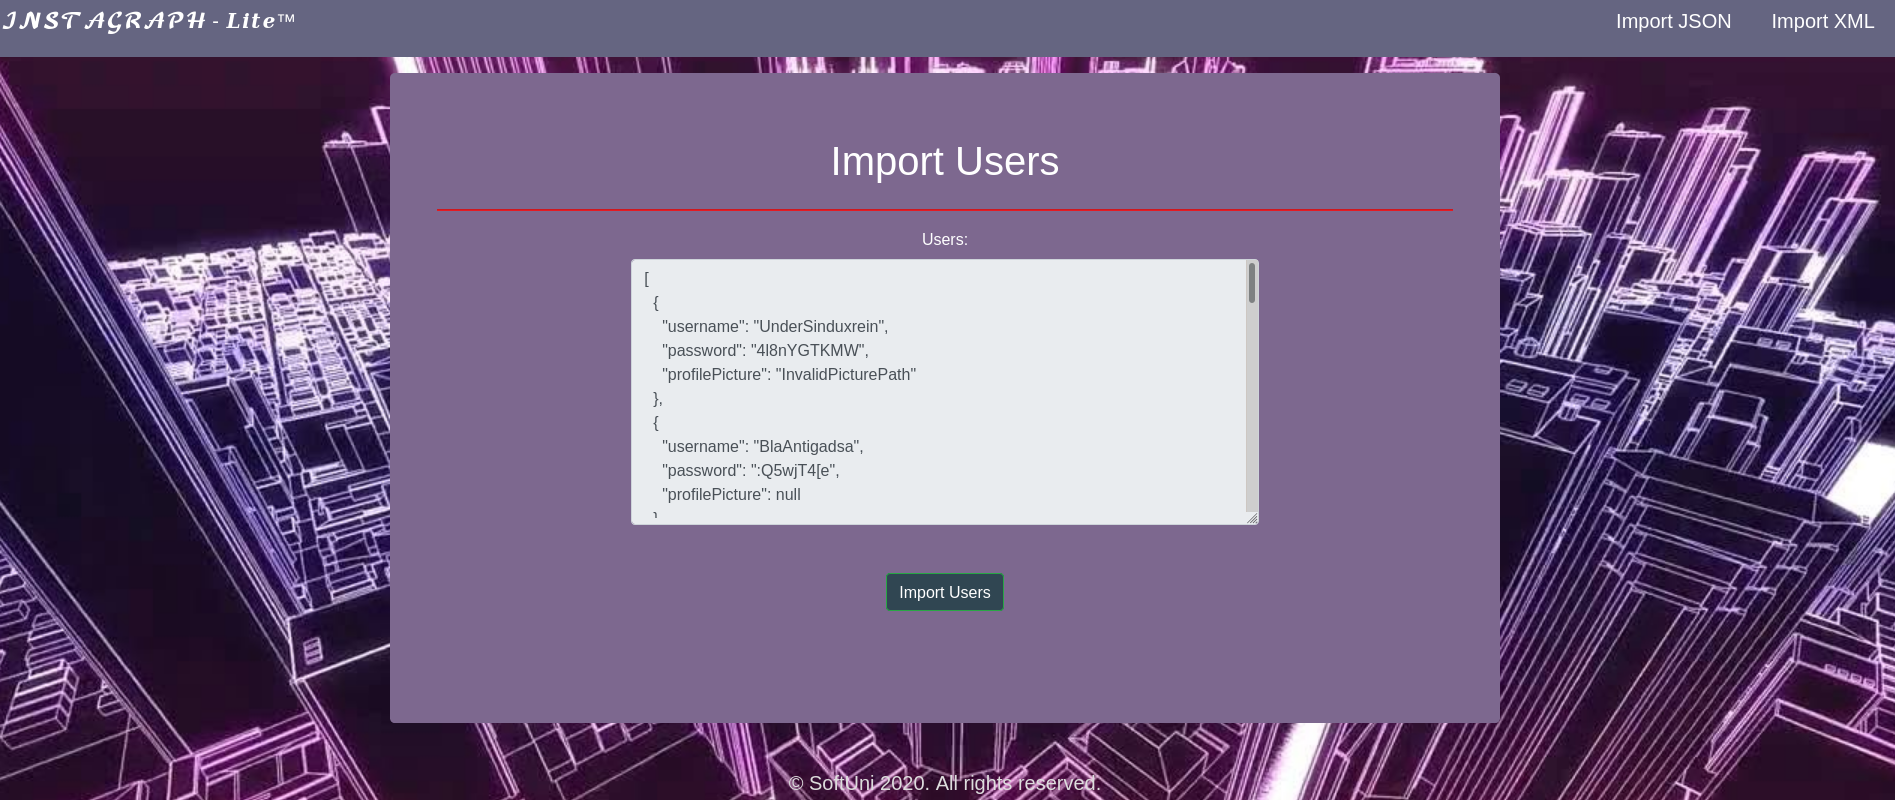 INSTAGRAPH - Lite™
Import JSON
Import XML
Import Users
Users:
[
{
"username": "UnderSinduxrein",
"password": "4l8nYGTKMW",
"profilePicture": "InvalidPicturePath"
},
{
"username": "BlaAntigadsa",
"password": ":Q5wjT4[e",
"profilePicture": null
}
Import Users
© SoftUni 2020. All rights reserved.